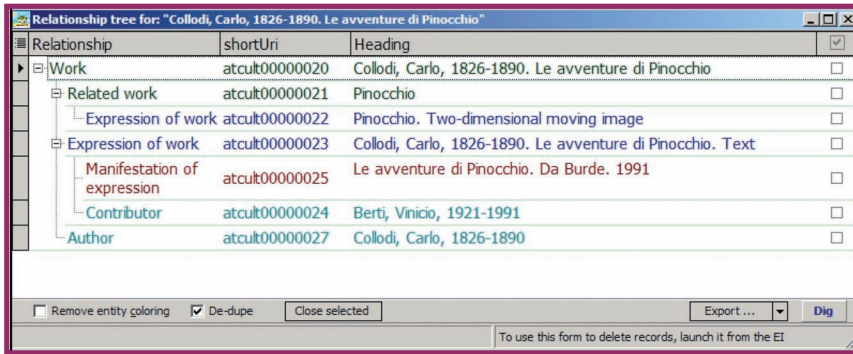 Relationship tree for: "Collodi, Carlo, 1826-1890. Le avventure di Pinocchio"
Relationship shortUri Heading
Work atcult00000020 Collodi, Carlo, 1826-1890. Le avventure di Pinocchio
Related work atcult00000021 Pinocchio
Expression of work atcult00000022 Pinocchio. Two-dimensional moving image
Expression of work atcult00000023 Collodi, Carlo, 1826-1890. Le avventure di Pinocchio. Text
Manifestation of
expression atcult00000025 Le avventure di Pinocchio. Da Burde. 1991
Contributor atcult00000024 Berti, Vinicio, 1921-1991
Author atcult00000027 Collodi, Carlo, 1826-1890
Remove entity coloring De-dupe Close selected Export ... Dig
To use this form to delete records, launch it from the EI